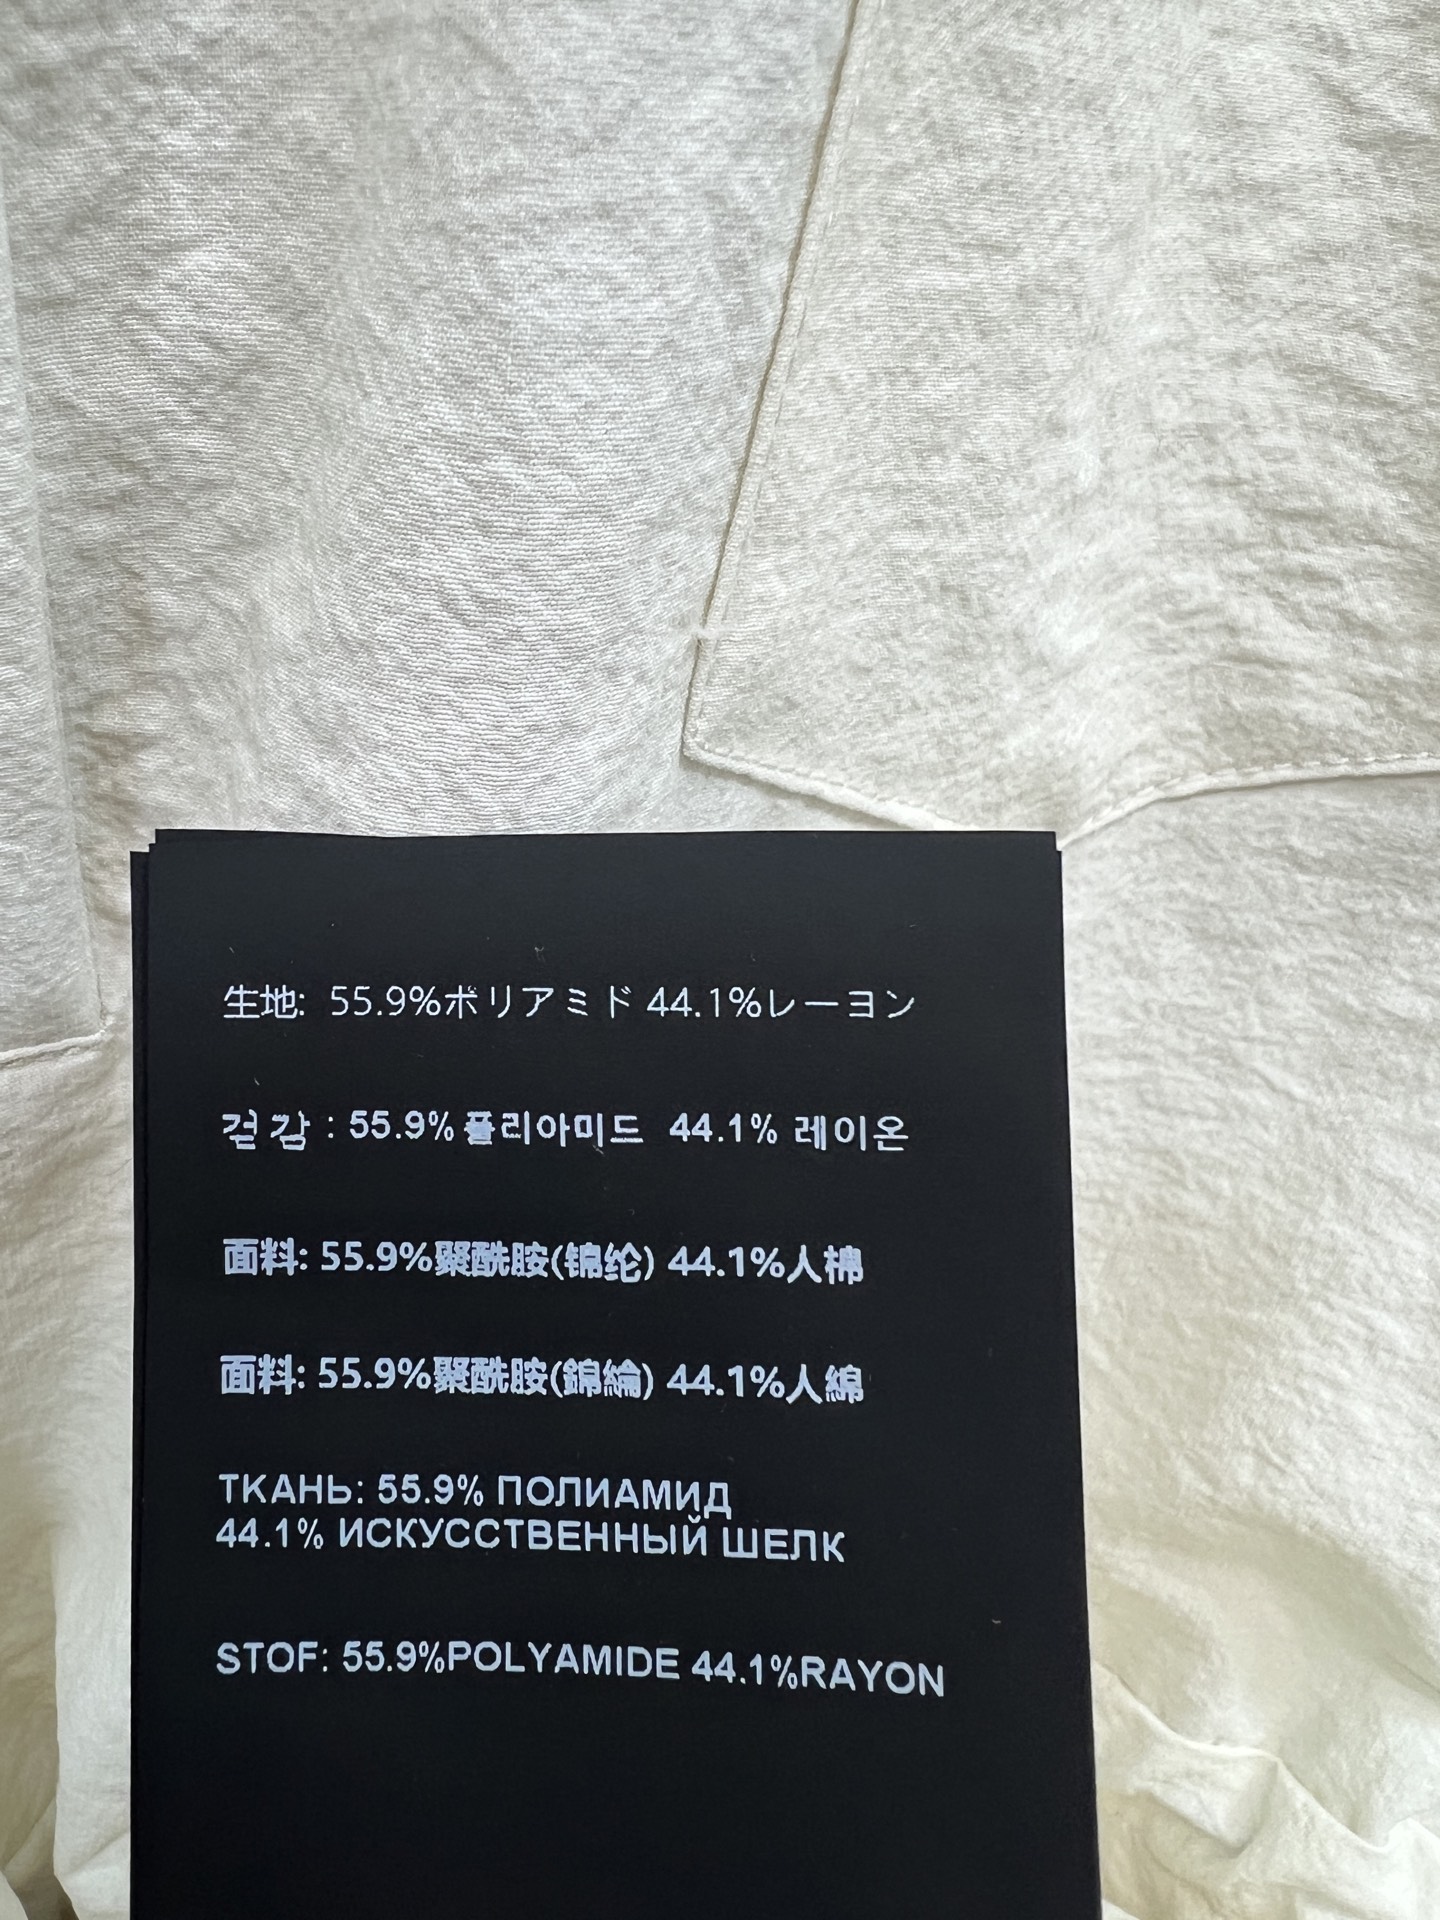 生地: 55.9%ポリアミド 44.1%レーヨン
겉 감 : 55.9% 폴리아미드 44.1% 레이온
面料: 55.9%聚酰胺(锦纶) 44.1%人棉
面料: 55.9%聚酰胺(錦綸) 44.1%人綿
ТКАНЬ: 55.9% ПОЛИАМИД
44.1% ИСКУССТВЕННЫЙ ШЕЛК
STOF: 55.9%POLYAMIDE 44.1%RAYON